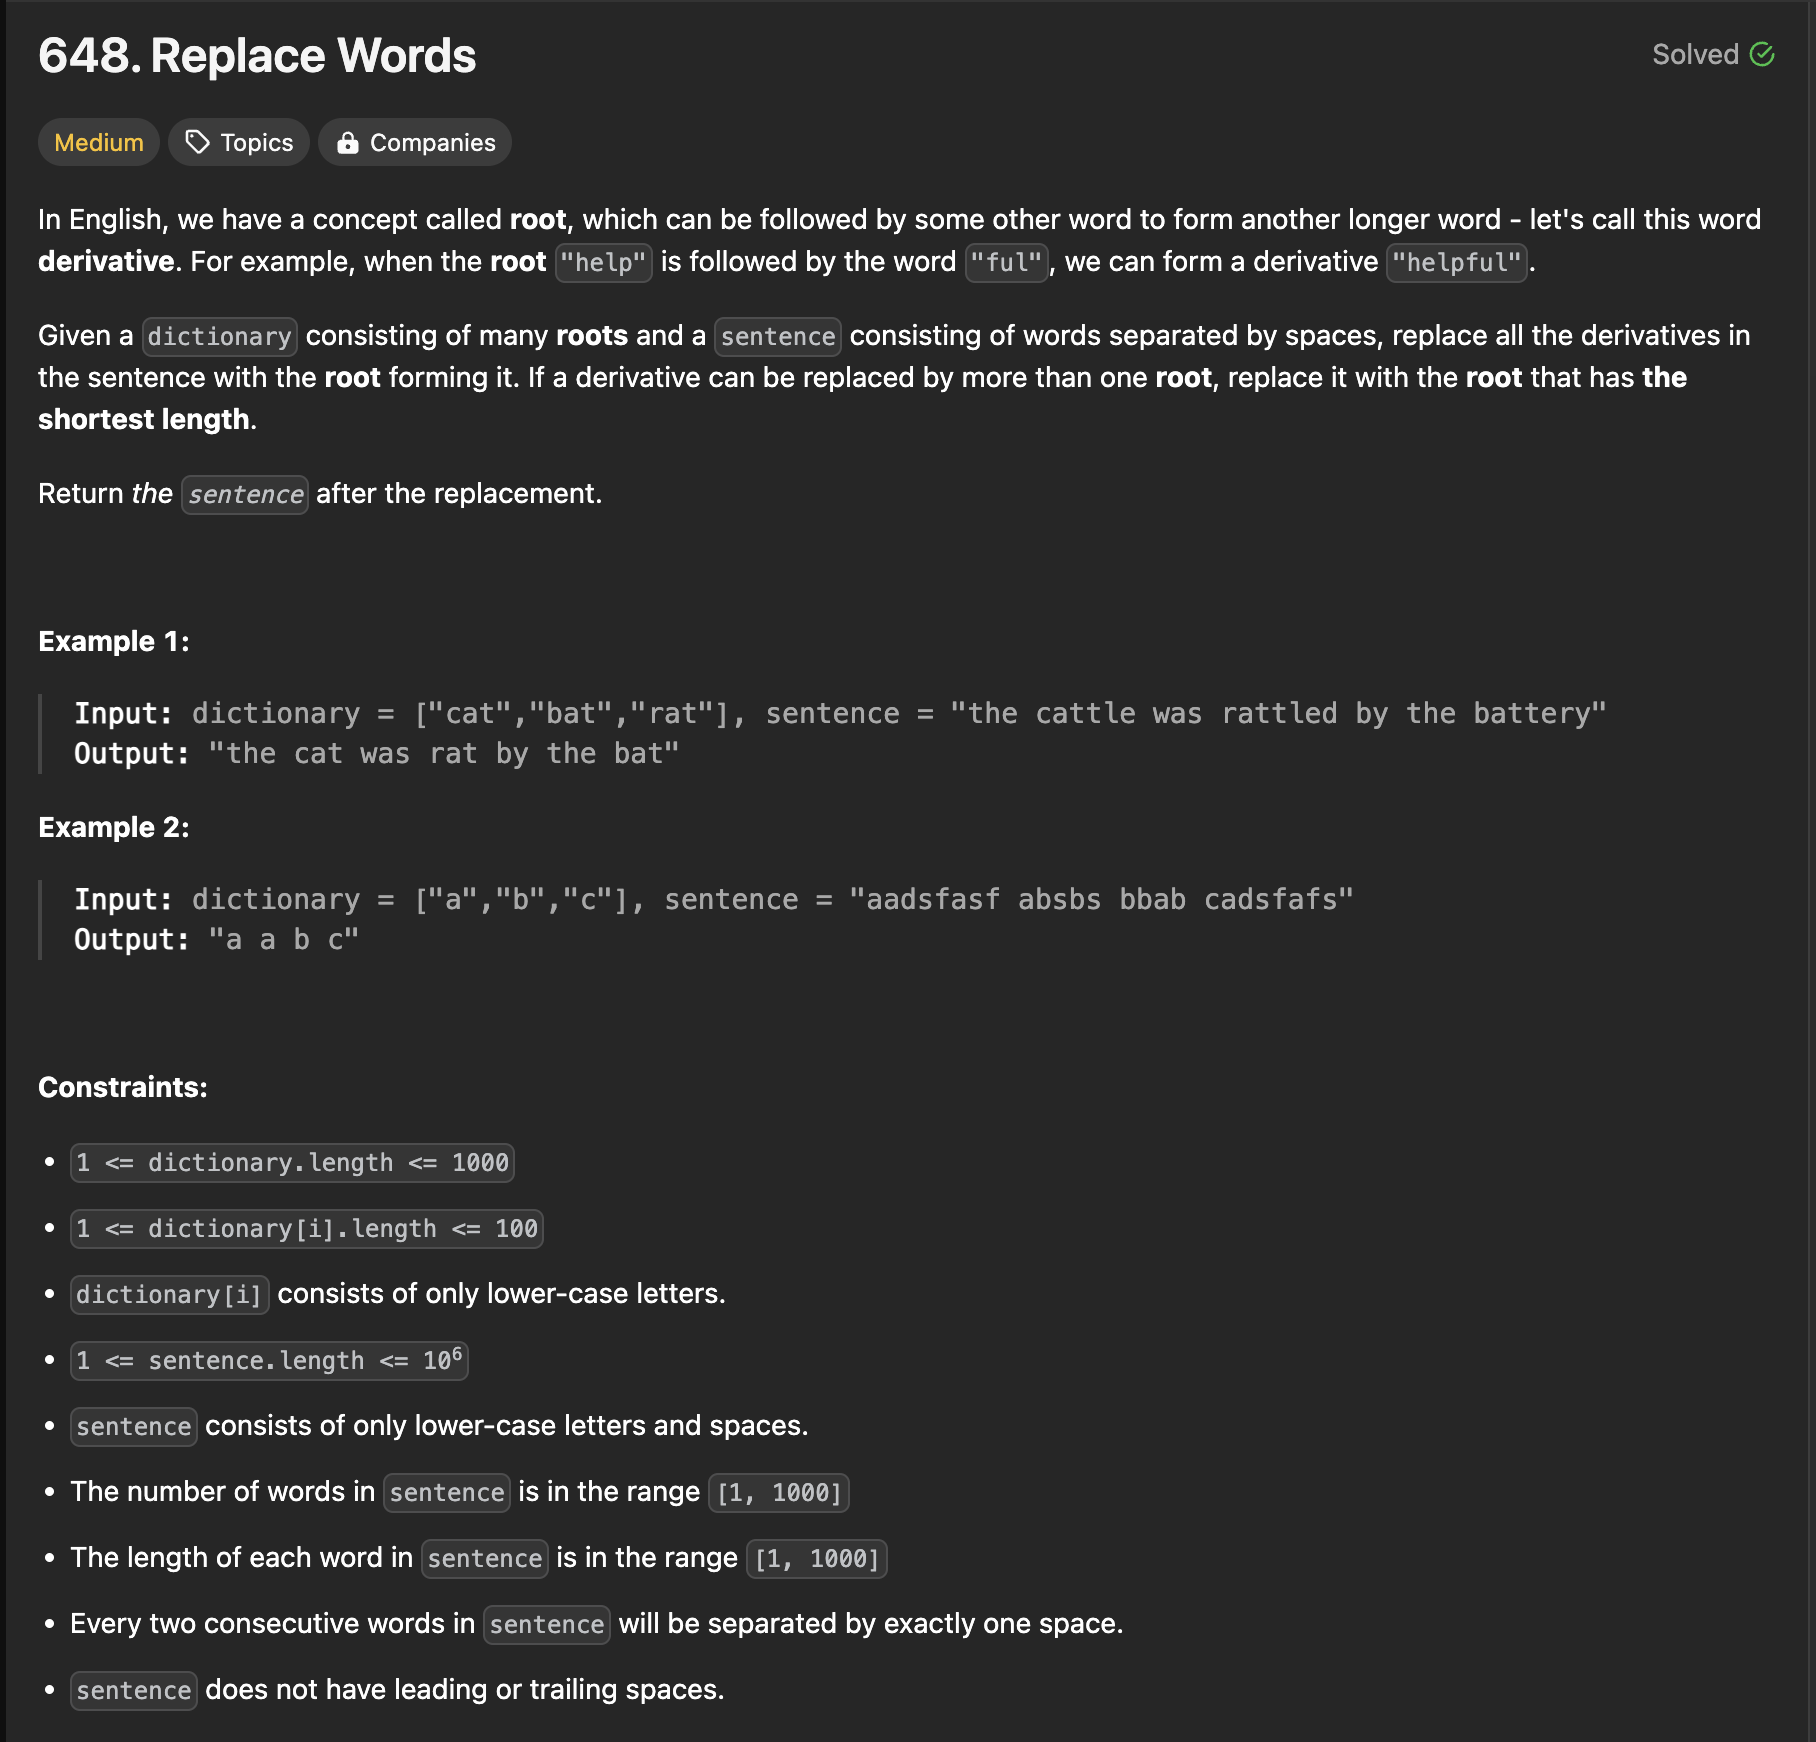 648. Replace Words
Solved
Medium
Topics
Companies
In English, we have a concept called root, which can be followed by some other word to form another longer word - let's call this word
derivative. For example, when the root "help" is followed by the word "ful", we can form a derivative "helpful".
Given a dictionary consisting of many roots and a sentence consisting of words separated by spaces, replace all the derivatives in
the sentence with the root forming it. If a derivative can be replaced by more than one root, replace it with the root that has the
shortest length.
Return the sentence after the replacement.
Example 1:
Input: dictionary = ["cat","bat","rat"], sentence = "the cattle was rattled by the battery"
Output: "the cat was rat by the bat"
Example 2:
Input: dictionary = ["a","b","c"], sentence = "aadsfasf absbs bbab cadsfafs"
Output: "a a b c"
Constraints:
• 1 <= dictionary.length <= 1000
• 1 <= dictionary[i].length <= 100
• dictionary[i] consists of only lower-case letters.
• 1 <= sentence.length <= 10⁶
• sentence consists of only lower-case letters and spaces.
• The number of words in sentence is in the range [1, 1000]
• The length of each word in sentence is in the range [1, 1000]
• Every two consecutive words in sentence will be separated by exactly one space.
• sentence does not have leading or trailing spaces.